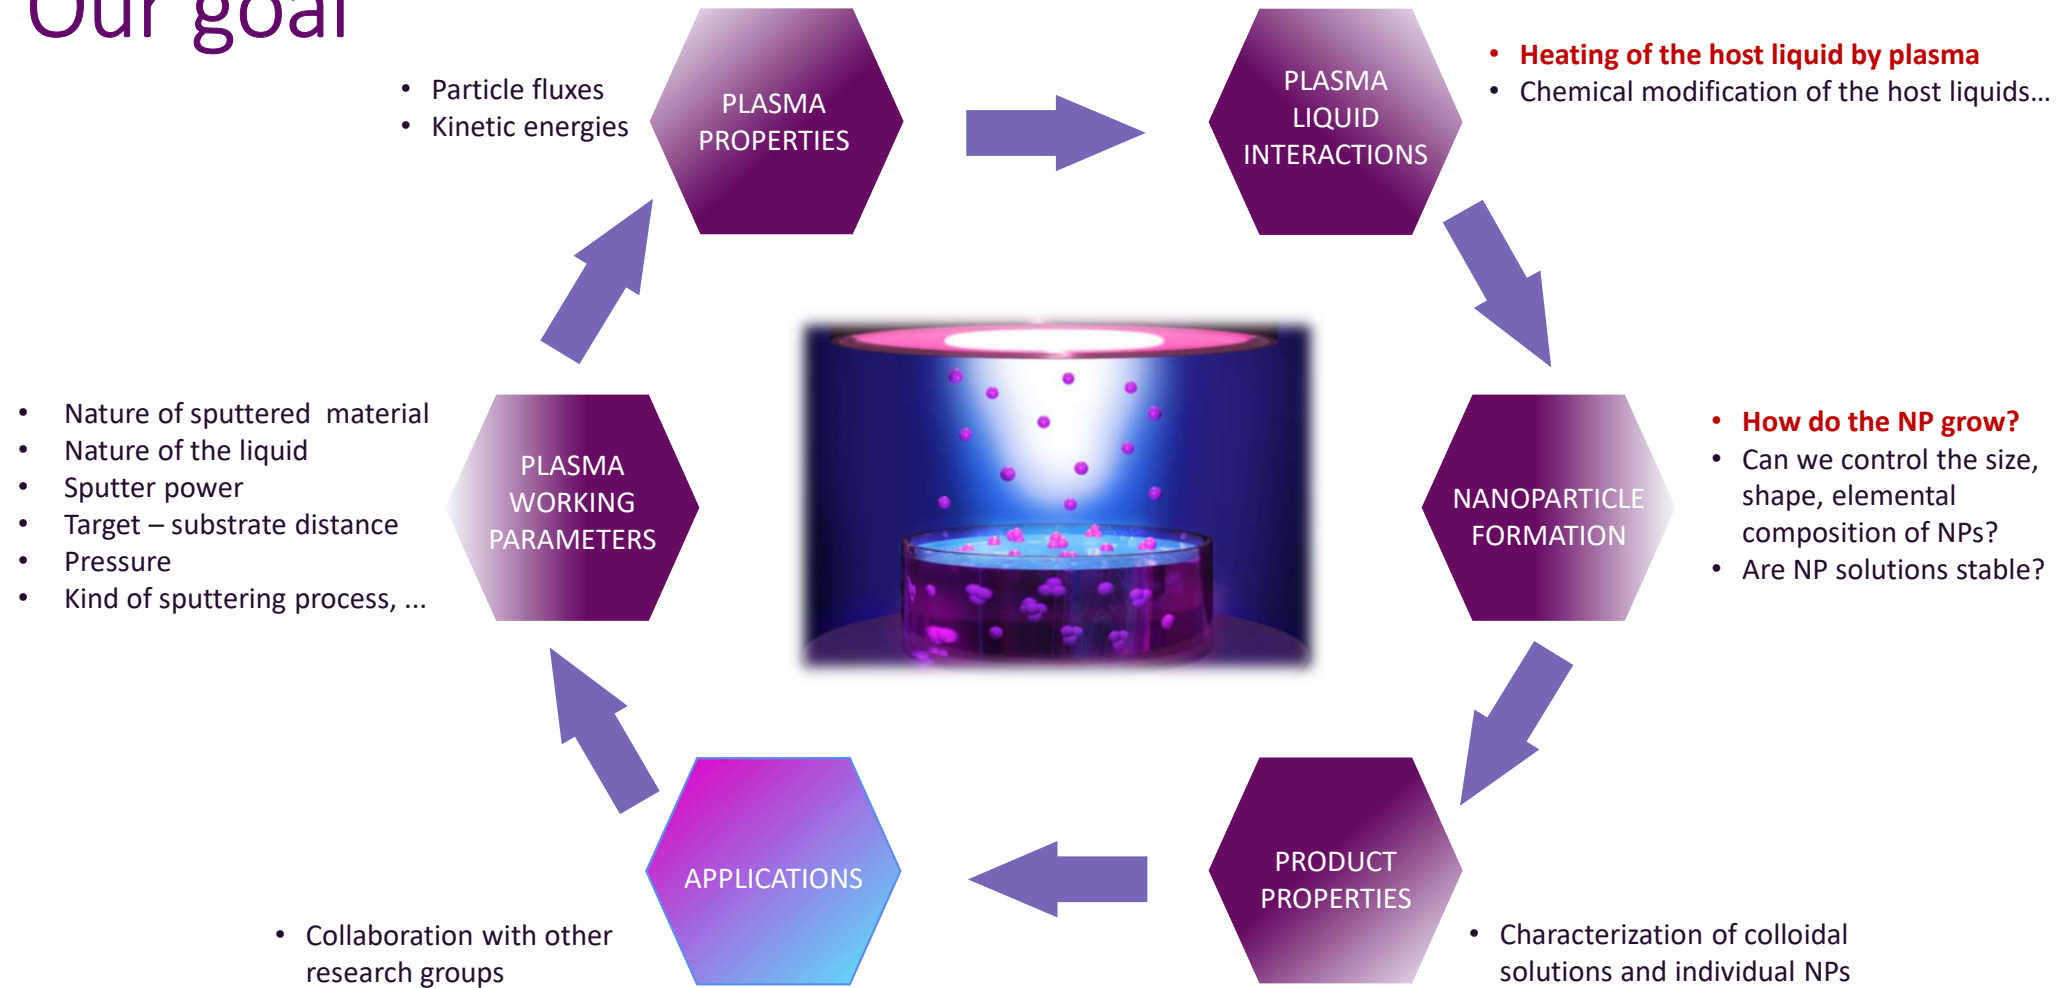 Our goal
• Particle fluxes
• Kinetic energies
PLASMA
PROPERTIES
PLASMA
LIQUID
INTERACTIONS
• Heating of the host liquid by plasma
• Chemical modification of the host liquids...
• Nature of sputtered  material
• Nature of the liquid
• Sputter power
• Target – substrate distance
• Pressure
• Kind of sputtering process, ...
PLASMA
WORKING
PARAMETERS
NANOPARTICLE
FORMATION
• How do the NP grow?
• Can we control the size,
shape, elemental
composition of NPs?
• Are NP solutions stable?
APPLICATIONS
• Collaboration with other
research groups
PRODUCT
PROPERTIES
• Characterization of colloidal
solutions and individual NPs